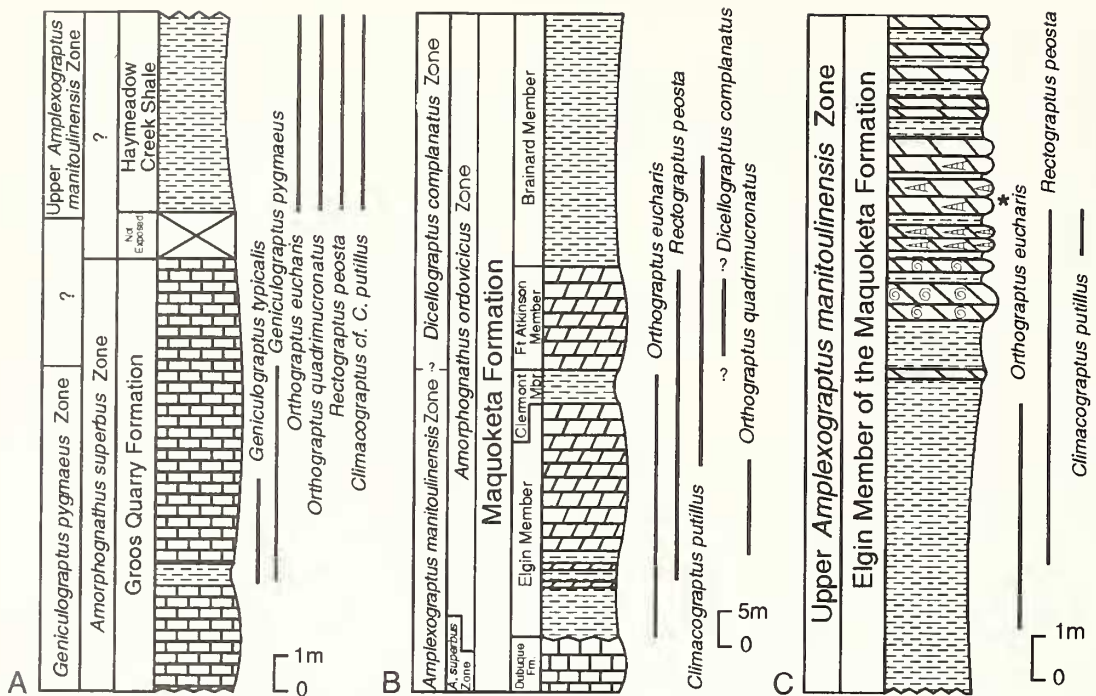 Geniculograptus pygmaeus Zone
?
Upper Amplexograptus
manitoulinensis Zone
Amorphognathus superbus Zone
?
Groos Quarry Formation
Not
Exposed
Haymeadow
Creek Shale
Geniculograptus typicalis
Geniculograptus pygmaeus
Orthograptus eucharis
Orthograptus quadrimucronatus
Rectograptus peosta
Climacograptus cf. C. putillus
1m
0
A
Amplexograptus manitoulinensis Zone -?- Dicellograptus complanatus Zone
A. superbus
Zone
Amorphognathus ordovicicus Zone
Maquoketa Formation
Dubuque
Fm.
Elgin Member
Clermont
Mbr
Ft Atkinson
Member
Brainard Member
Orthograptus eucharis
Rectograptus peosta
Climacograptus putillus
? ? Dicellograptus complanatus
Orthograptus quadrimucronatus
5m
0
B
Upper Amplexograptus manitoulinensis Zone
Elgin Member of the Maquoketa Formation
*
Orthograptus eucharis
Rectograptus peosta
Climacograptus putillus
1m
0
C